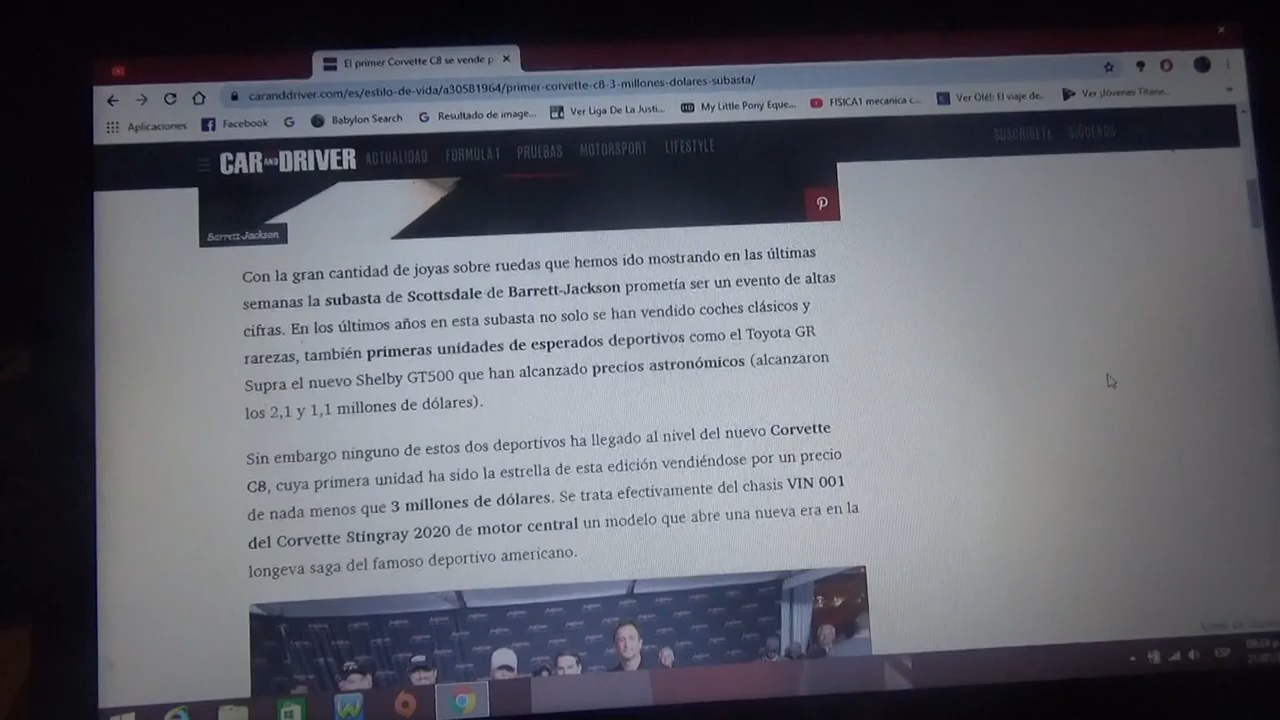 El primer Corvette C8 se vende p
caranddriver.com/es/estilo-de-vida/a30581964/primer-corvette-c8-3-millones-dolares-subasta/
Aplicaciones Facebook Babylon Search Resultado de image... Ver Liga De La Justi... My Little Pony Eque... FISICA1 mecanica c... Ver Olé!: El viaje de... Ver ¡Jóvenes Titane...
CAR AND DRIVER ACTUALIDAD FORMULA 1 PRUEBAS MOTORSPORT LIFESTYLE SUSCRÍBETE SÍGUENOS
Barrett-Jackson
Con la gran cantidad de joyas sobre ruedas que hemos ido mostrando en las últimas
semanas la subasta de Scottsdale de Barrett-Jackson prometía ser un evento de altas
cifras. En los últimos años en esta subasta no solo se han vendido coches clásicos y
rarezas, también primeras unidades de esperados deportivos como el Toyota GR
Supra el nuevo Shelby GT500 que han alcanzado precios astronómicos (alcanzaron
los 2,1 y 1,1 millones de dólares).
Sin embargo ninguno de estos dos deportivos ha llegado al nivel del nuevo Corvette
C8, cuya primera unidad ha sido la estrella de esta edición vendiéndose por un precio
de nada menos que 3 millones de dólares. Se trata efectivamente del chasis VIN 001
del Corvette Stingray 2020 de motor central un modelo que abre una nueva era en la
longeva saga del famoso deportivo americano.
ESP